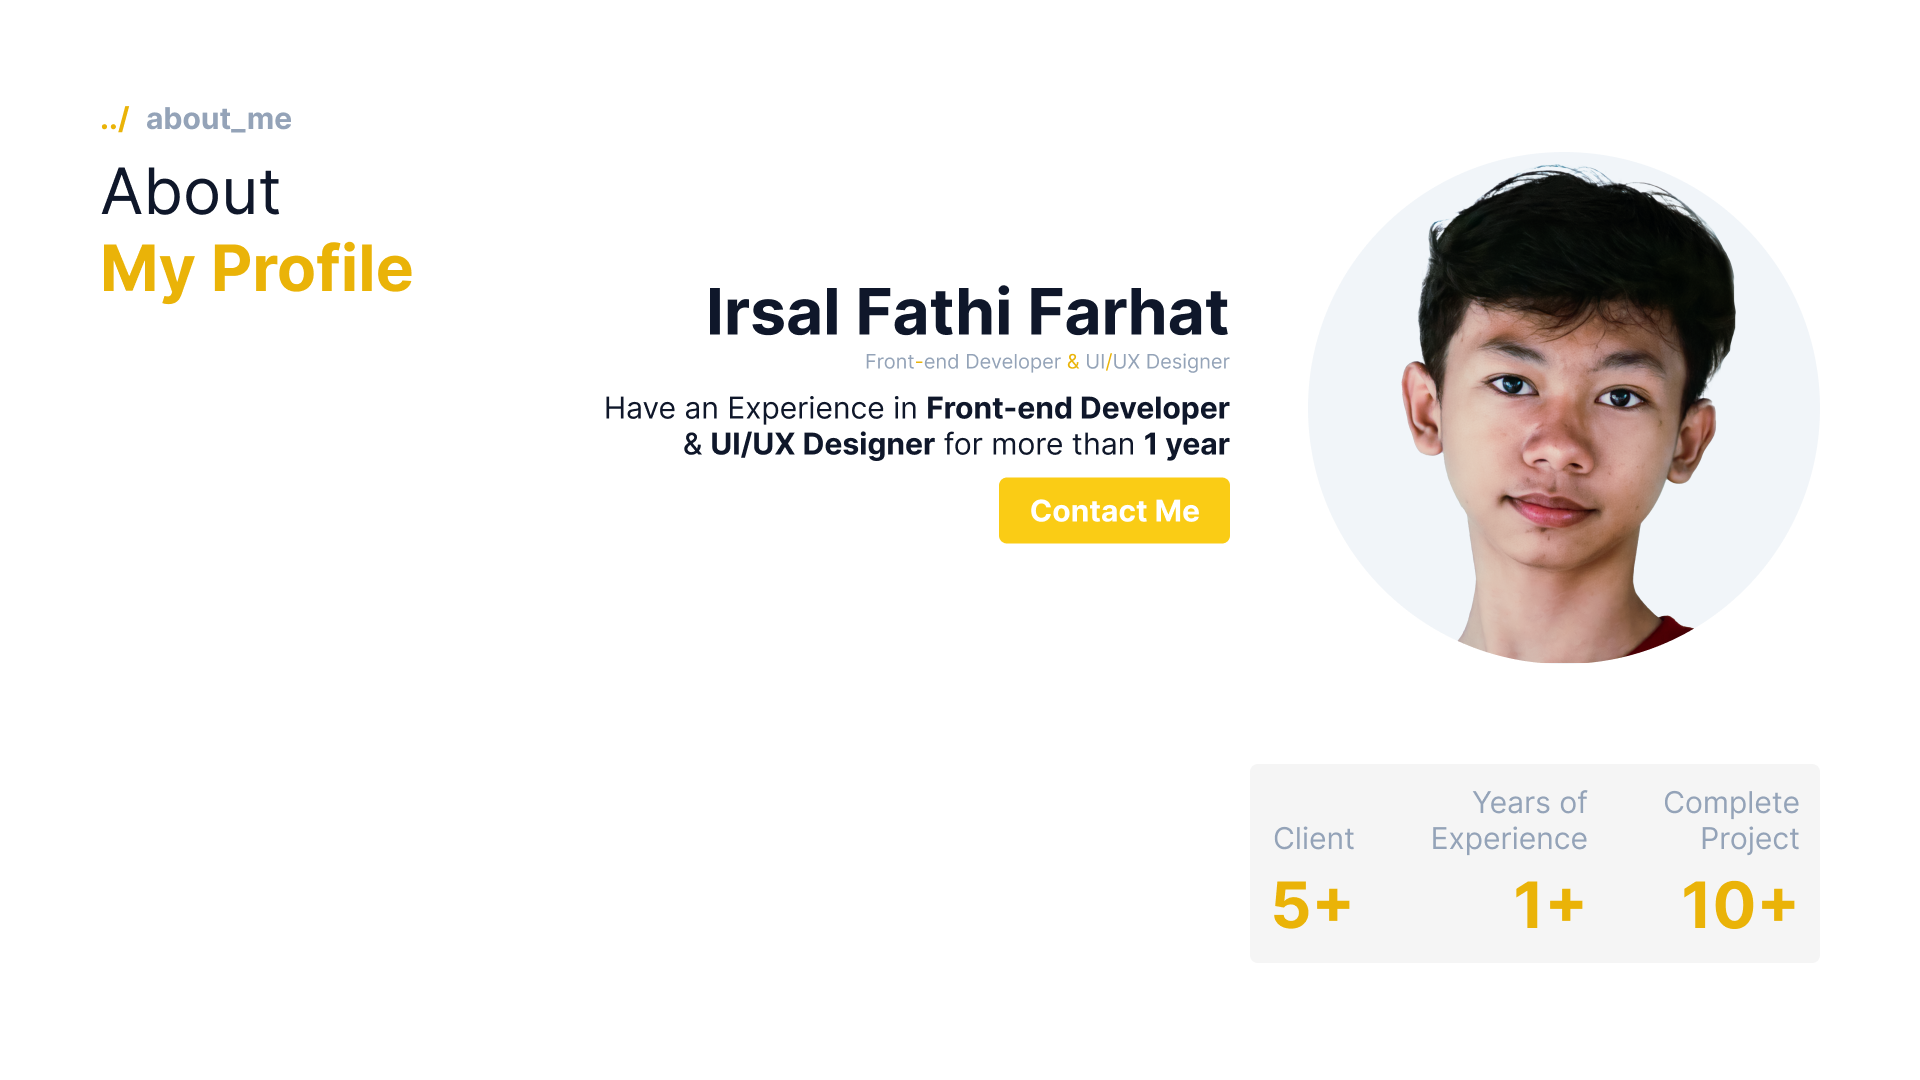 ../ about_me
About
My Profile
Irsal Fathi Farhat
Front-end Developer & UI/UX Designer
Have an Experience in Front-end Developer
& UI/UX Designer for more than 1 year
Contact Me
Client
5+
Years of
Experience
1+
Complete
Project
10+